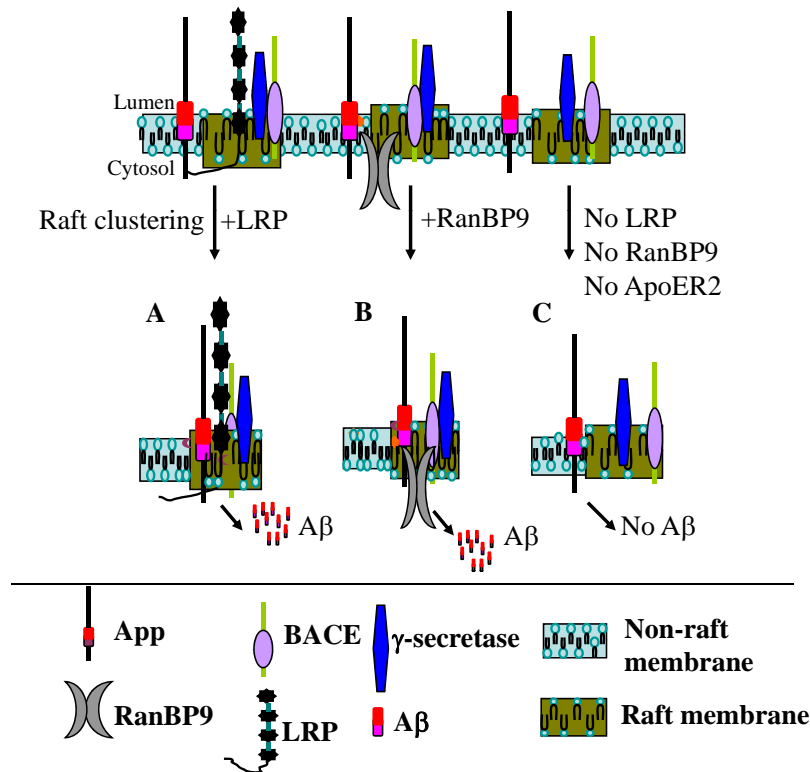 Lumen
Cytosol
Raft clustering
+LRP
+RanBP9
No LRP
No RanBP9
No ApoER2
A
B
C
Aβ
Aβ
No Aβ
App
BACE
γ-secretase
Non-raft
membrane
RanBP9
LRP
Aβ
Raft membrane